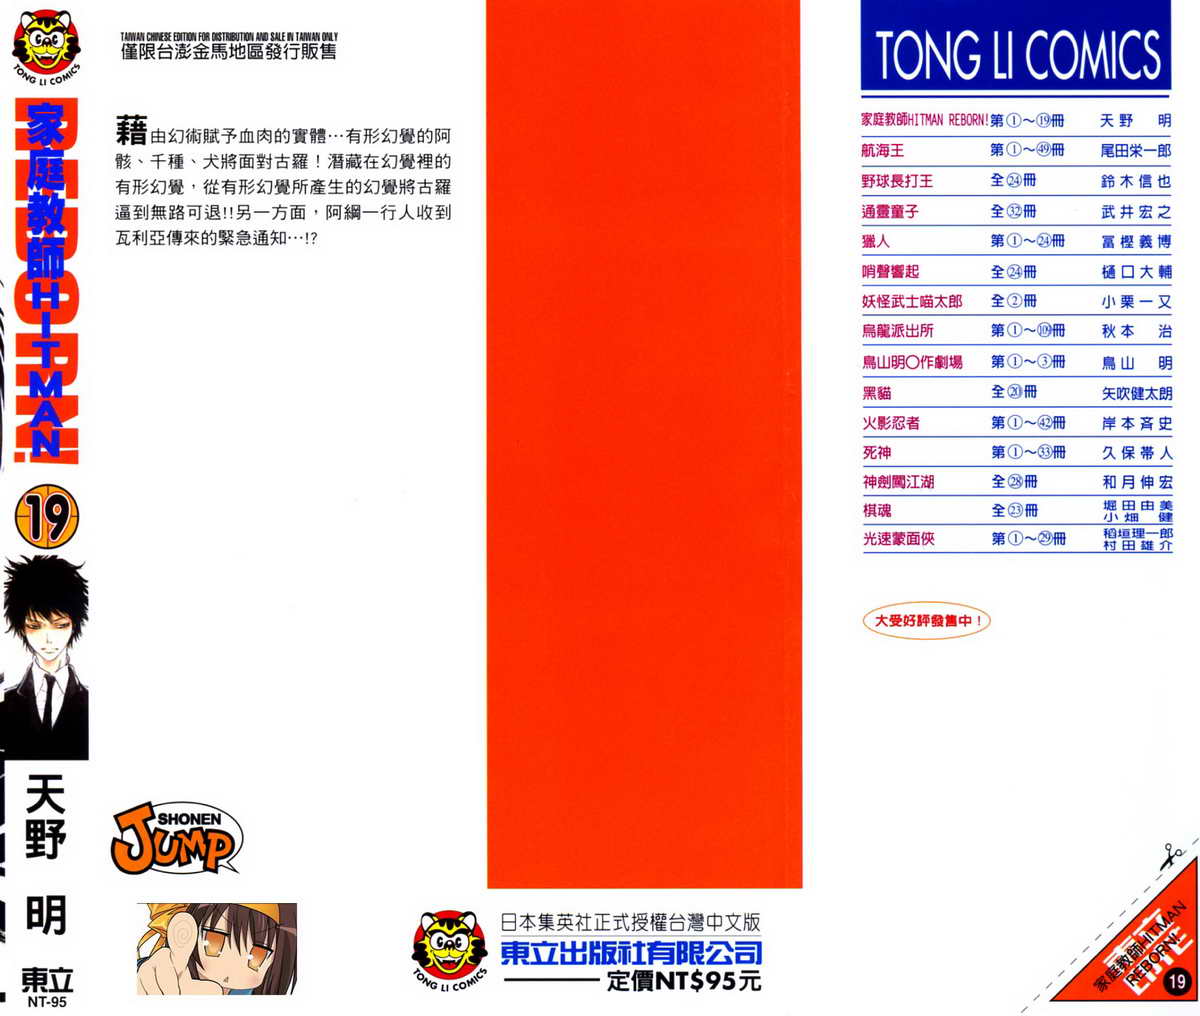 TONG LI COMICS
家庭教師HITMAN
REBORN!
19
天野 明
東立
NT-95
TAIWAN CHINESE EDITION FOR DISTRIBUTION AND SALE IN TAIWAN ONLY
僅限台澎金馬地區發行販售
藉由幻術賦予血肉的實體…有形幻覺的阿
骸、千種、犬將面對古羅！潛藏在幻覺裡的
有形幻覺，從有形幻覺所產生的幻覺將古羅
逼到無路可退!!另一方面，阿綱一行人收到
瓦利亞傳來的緊急通知…!?
SHONEN
JUMP
TONG LI COMICS
日本集英社正式授權台灣中文版
東立出版社有限公司
定價NT$95元
TONG LI COMICS
家庭教師HITMAN REBORN! 第①～⑲冊 天野 明
航海王 第①～㊾冊 尾田栄一郎
野球長打王 全㉔冊 鈴木信也
通靈童子 全㉜冊 武井宏之
獵人 第①～㉔冊 冨樫義博
哨聲響起 全㉔冊 樋口大輔
妖怪武士喵太郎 全②冊 小栗一又
烏龍派出所 第①～109冊 秋本 治
鳥山明○作劇場 第①～③冊 鳥山 明
黑貓 全⑳冊 矢吹健太朗
火影忍者 第①～㊷冊 岸本斉史
死神 第①～㉝冊 久保帯人
神劍闖江湖 全㉘冊 和月伸宏
棋魂 全㉓冊 堀田由美
小畑 健
光速蒙面俠 第①～㉙冊 稻垣理一郎
村田雄介
大受好評發售中！
家庭教師HITMAN
REBORN!
19